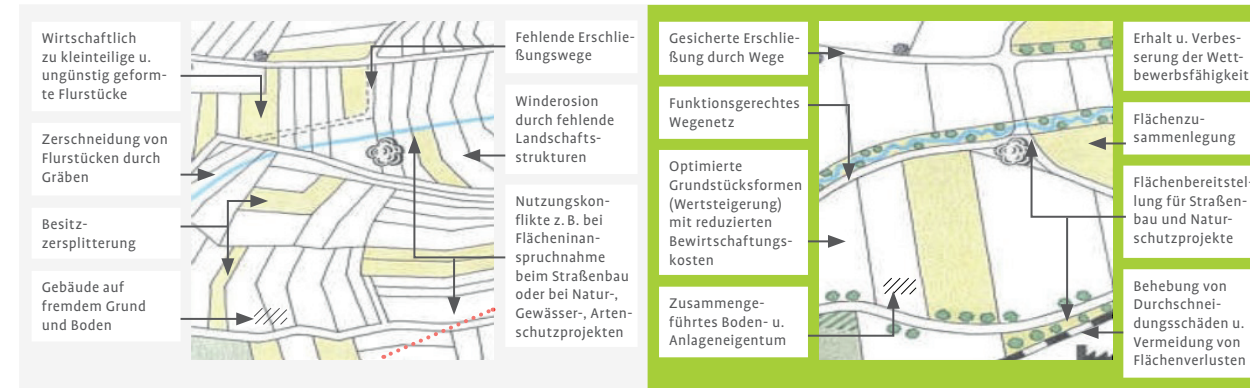 Wirtschaftlich
zu kleinteilige u.
ungünstig geform-
te Flurstücke
Zerschneidung von
Flurstücken durch
Gräben
Besitz-
zersplitterung
Gebäude auf
fremdem Grund
und Boden
Fehlende Erschlie-
ßungswege
Winderosion
durch fehlende
Landschafts-
strukturen
Nutzungskon-
flikte z. B. bei
Flächeninan-
spruchnahme
beim Straßenbau
oder bei Natur-,
Gewässer-, Arten-
schutzprojekten
Gesicherte Erschlie-
ßung durch Wege
Funktionsgerechtes
Wegenetz
Optimierte
Grundstücksformen
(Wertsteigerung)
mit reduzierten
Bewirtschaftungs-
kosten
Zusammenge-
führtes Boden- u.
Anlageneigentum
Erhalt u. Verbes-
serung der Wett-
bewerbsfähigkeit
Flächenzu-
sammenlegung
Flächenbereitstel-
lung für Straßen-
bau und Natur-
schutzprojekte
Behebung von
Durchschnei-
dungsschäden u.
Vermeidung von
Flächenverlusten